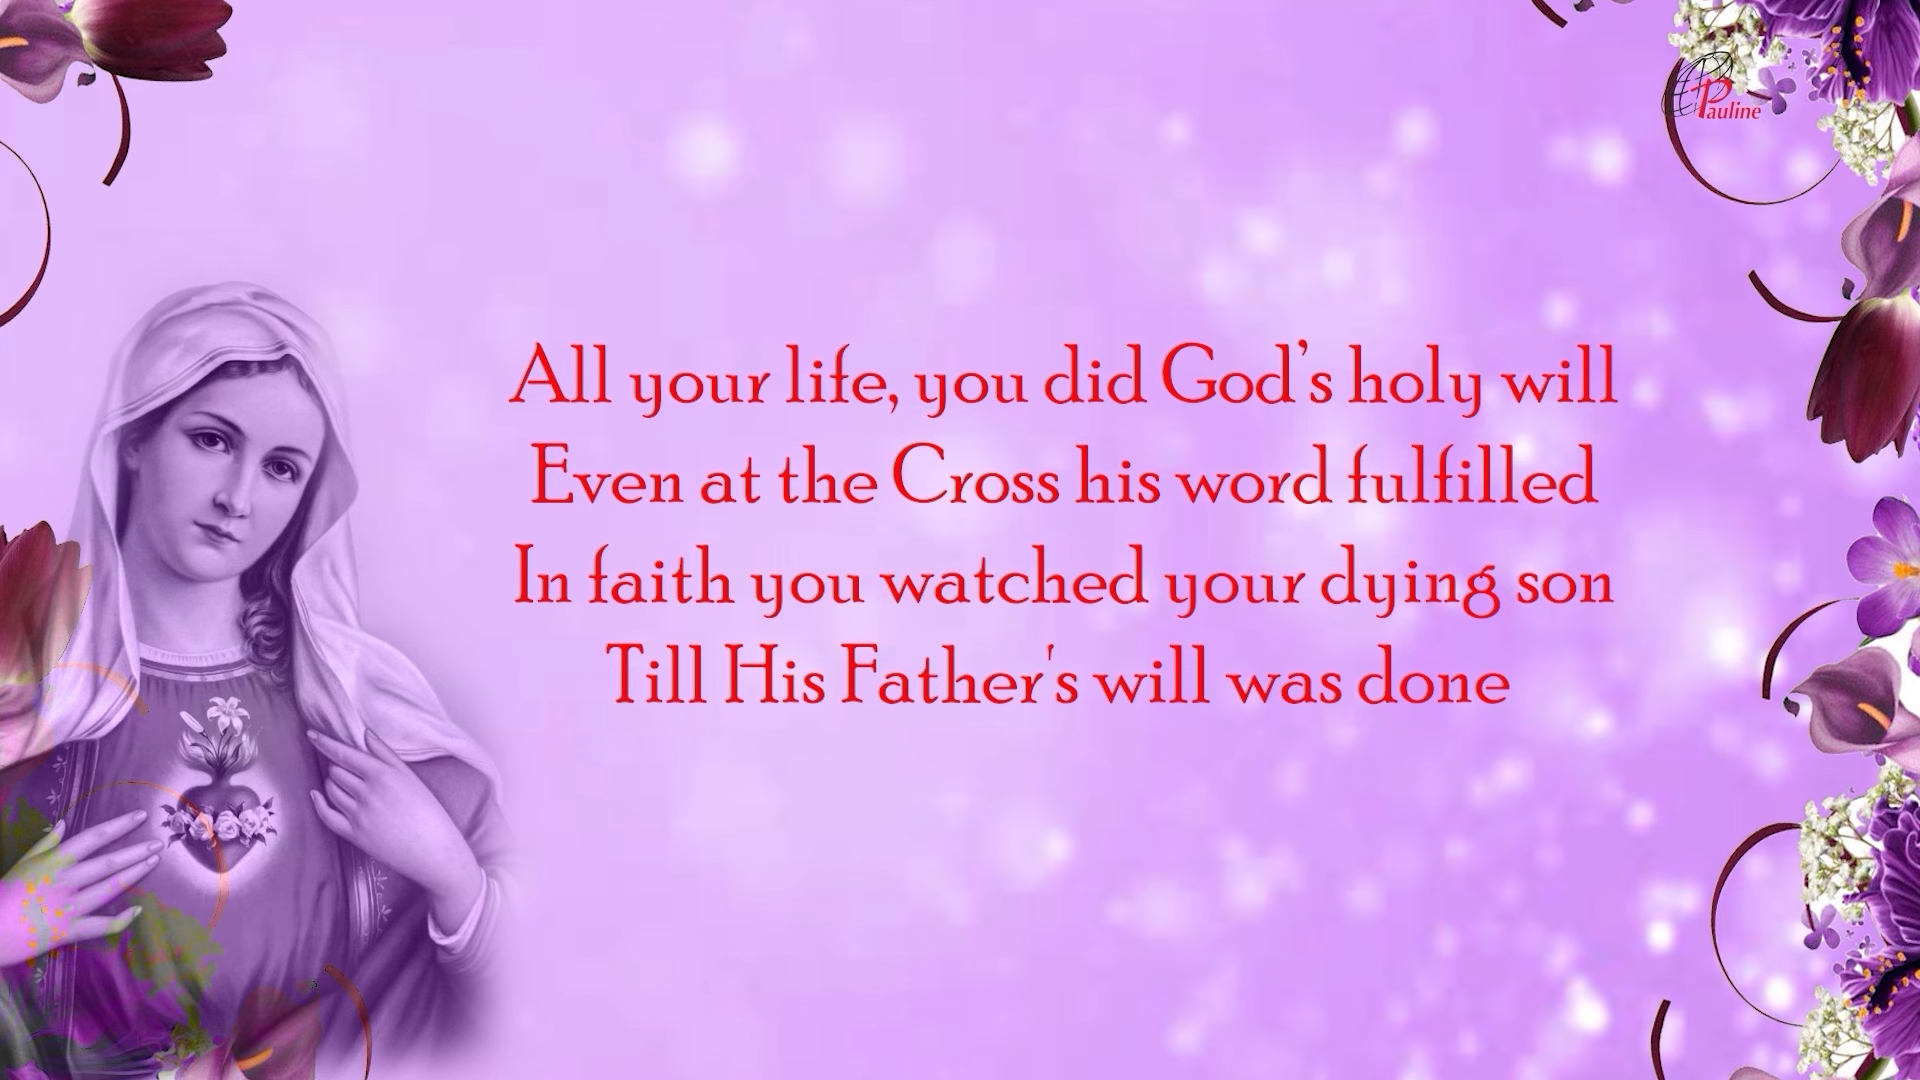 Pauline
All your life, you did God’s holy will
Even at the Cross his word fulfilled
In faith you watched your dying son
Till His Father's will was done